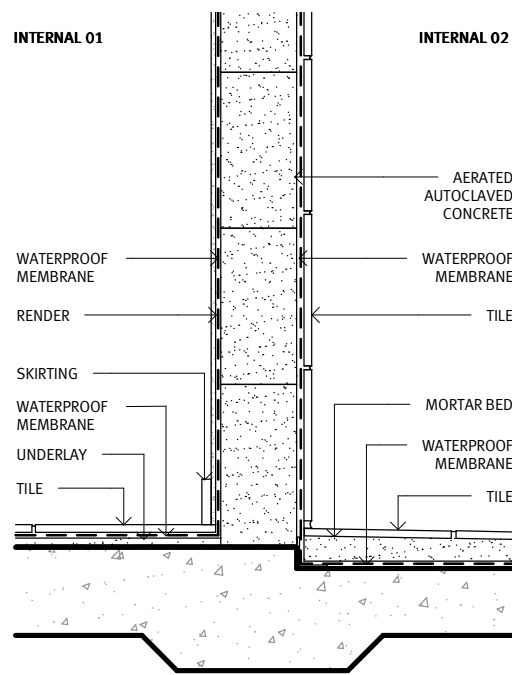 INTERNAL 01
INTERNAL 02
AERATED
AUTOCLAVED
CONCRETE
WATERPROOF
MEMBRANE
WATERPROOF
MEMBRANE
RENDER
TILE
SKIRTING
WATERPROOF
MEMBRANE
MORTAR BED
UNDERLAY
WATERPROOF
MEMBRANE
TILE
TILE